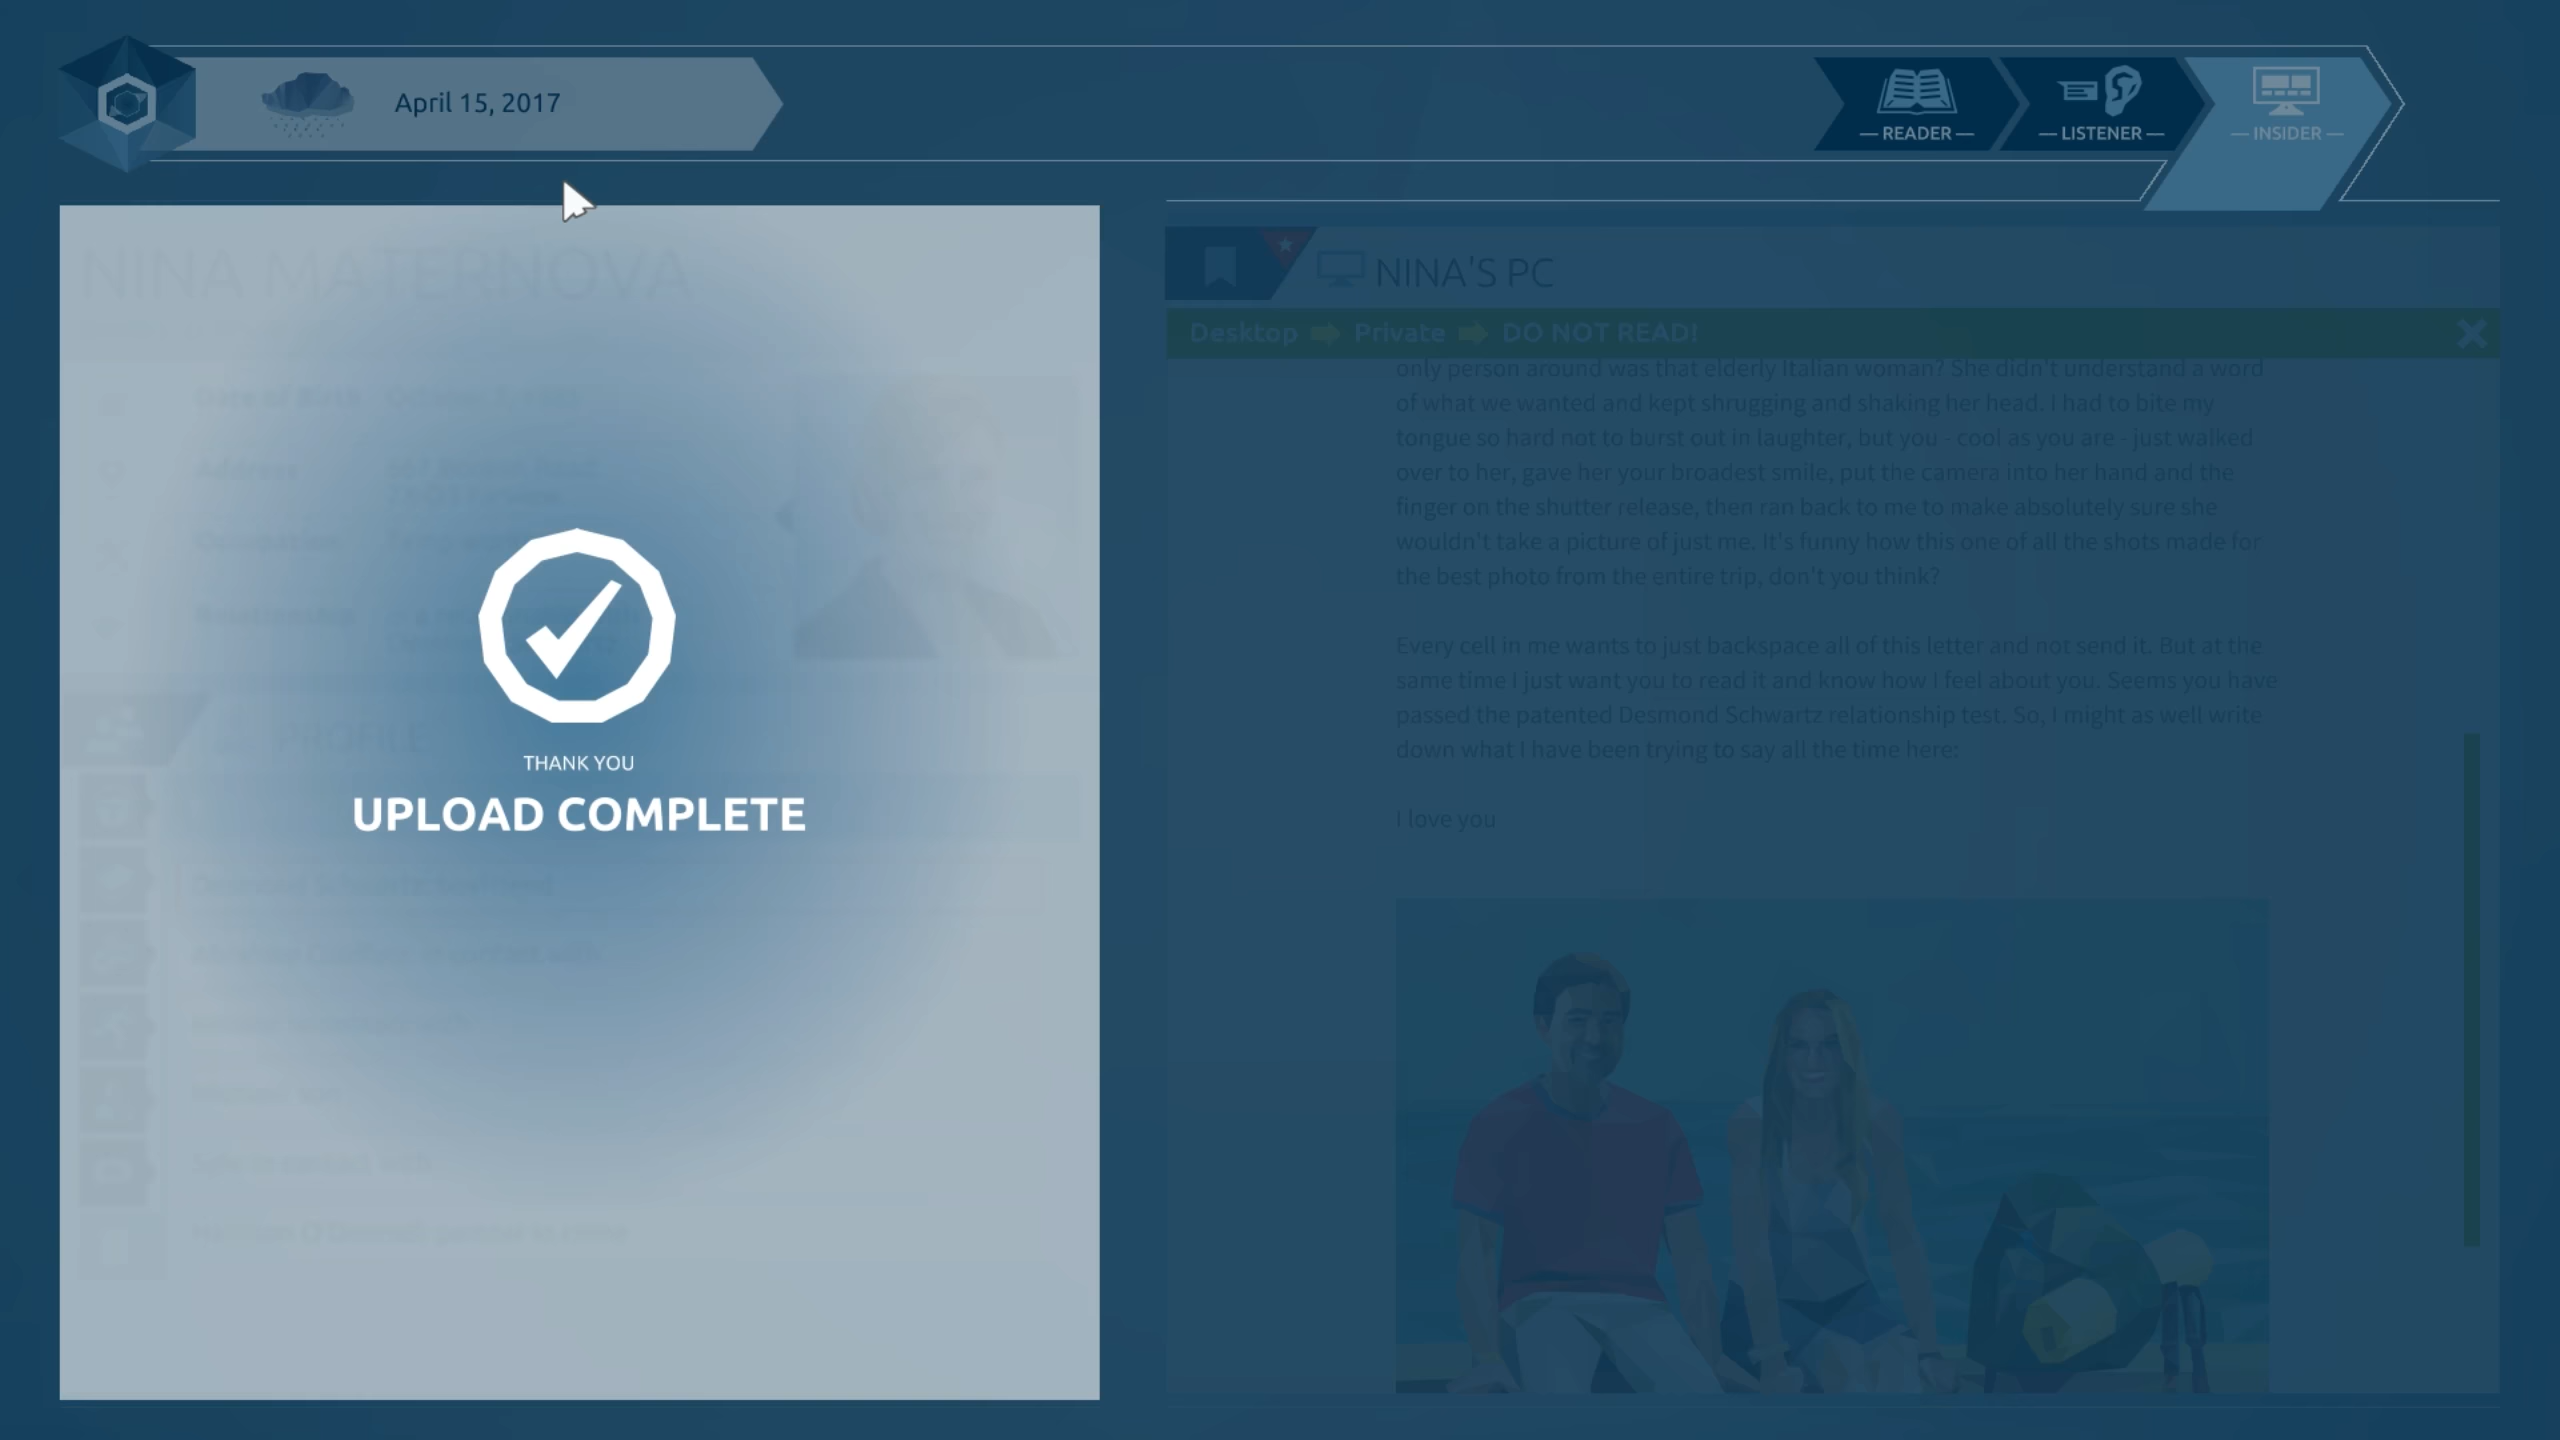 April 15, 2017
— READER —
— LISTENER —
— INSIDER —
NINA MATERNOVA
Date of Birth
Address
Occupation
Relationship
PROFILE
THANK YOU
UPLOAD COMPLETE
NINA'S PC
Desktop Private DO NOT READ!
only person around was that elderly Italian woman? She didn't understand a word
of what we wanted and kept shrugging and shaking her head. I had to bite my
tongue so hard not to burst out in laughter, but you - cool as you are - just walked
over to her, gave her your broadest smile, put the camera into her hand and the
finger on the shutter release, then ran back to me to make absolutely sure she
wouldn't take a picture of just me. It's funny how this one of all the shots made for
the best photo from the entire trip, don't you think?
Every cell in me wants to just backspace all of this letter and not send it. But at the
same time I just want you to read it and know how I feel about you. Seems you have
passed the patented Desmond Schwartz relationship test. So, I might as well write
down what I have been trying to say all the time here:
I love you